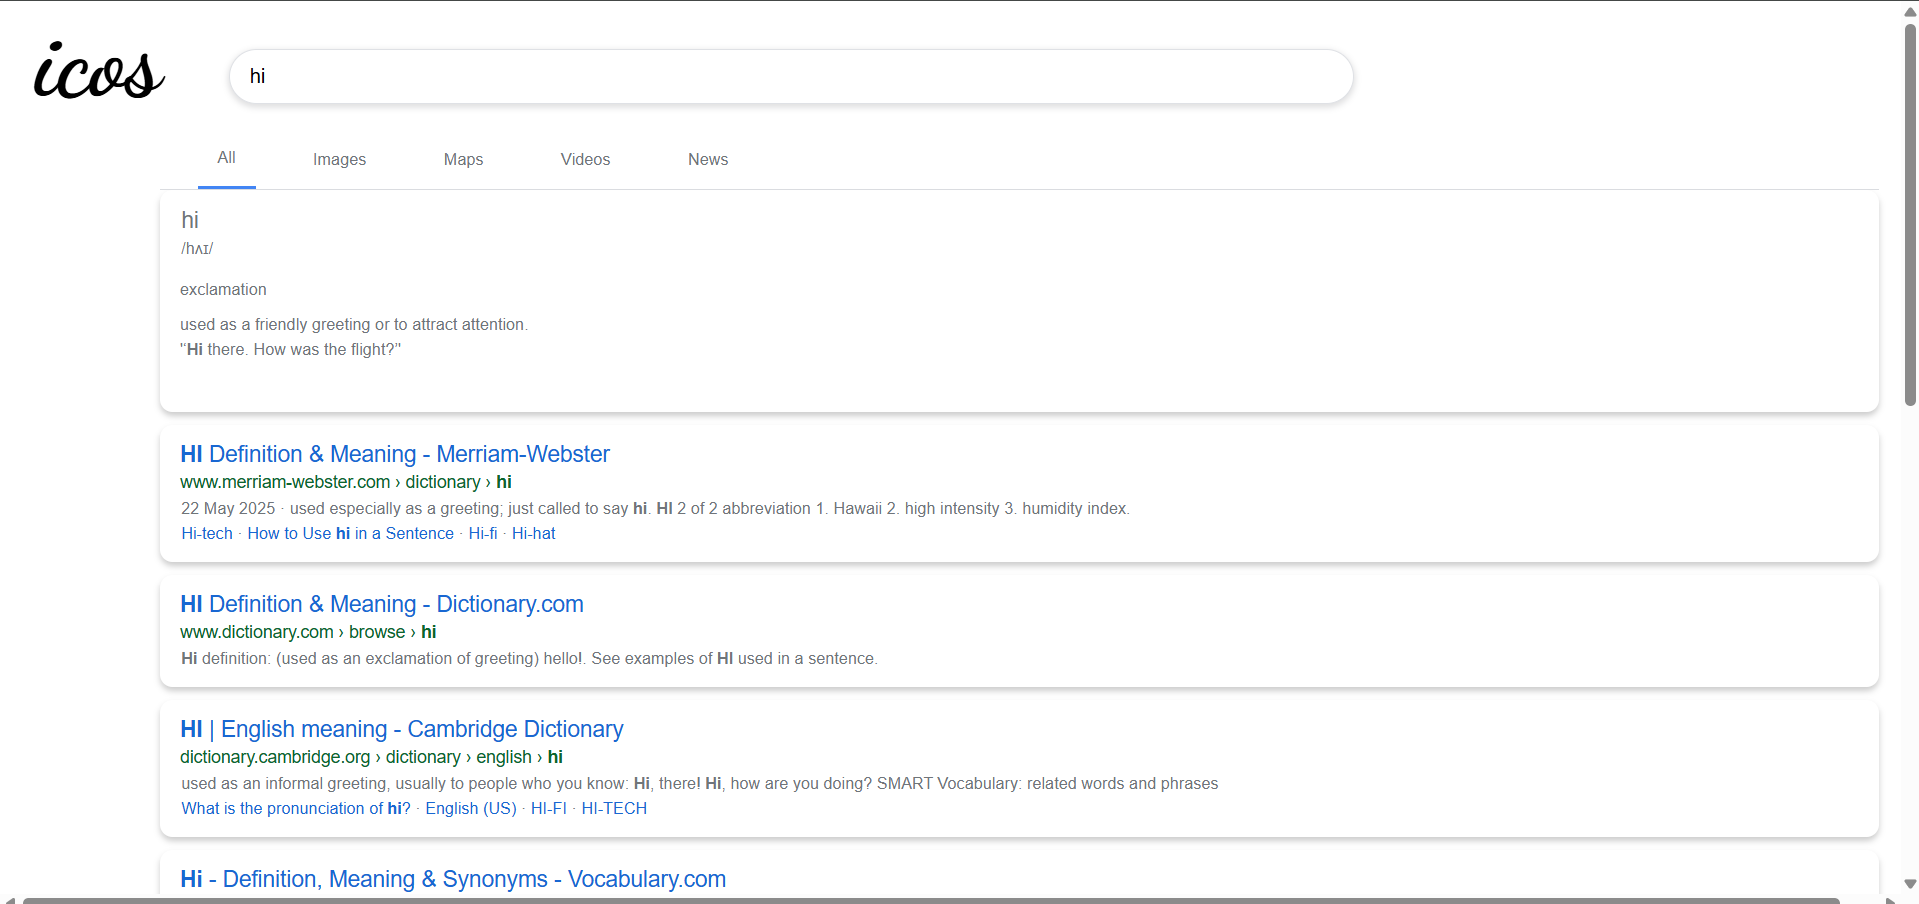 icos
hi
All Images Maps Videos News
hi
/hʌɪ/
exclamation
used as a friendly greeting or to attract attention.
"Hi there. How was the flight?"
HI Definition & Meaning - Merriam-Webster
www.merriam-webster.com › dictionary › hi
22 May 2025 · used especially as a greeting; just called to say hi. HI 2 of 2 abbreviation 1. Hawaii 2. high intensity 3. humidity index.
Hi-tech · How to Use hi in a Sentence · Hi-fi · Hi-hat
HI Definition & Meaning - Dictionary.com
www.dictionary.com › browse › hi
Hi definition: (used as an exclamation of greeting) hello!. See examples of HI used in a sentence.
HI | English meaning - Cambridge Dictionary
dictionary.cambridge.org › dictionary › english › hi
used as an informal greeting, usually to people who you know: Hi, there! Hi, how are you doing? SMART Vocabulary: related words and phrases
What is the pronunciation of hi? · English (US) · HI-FI · HI-TECH
Hi - Definition, Meaning & Synonyms - Vocabulary.com